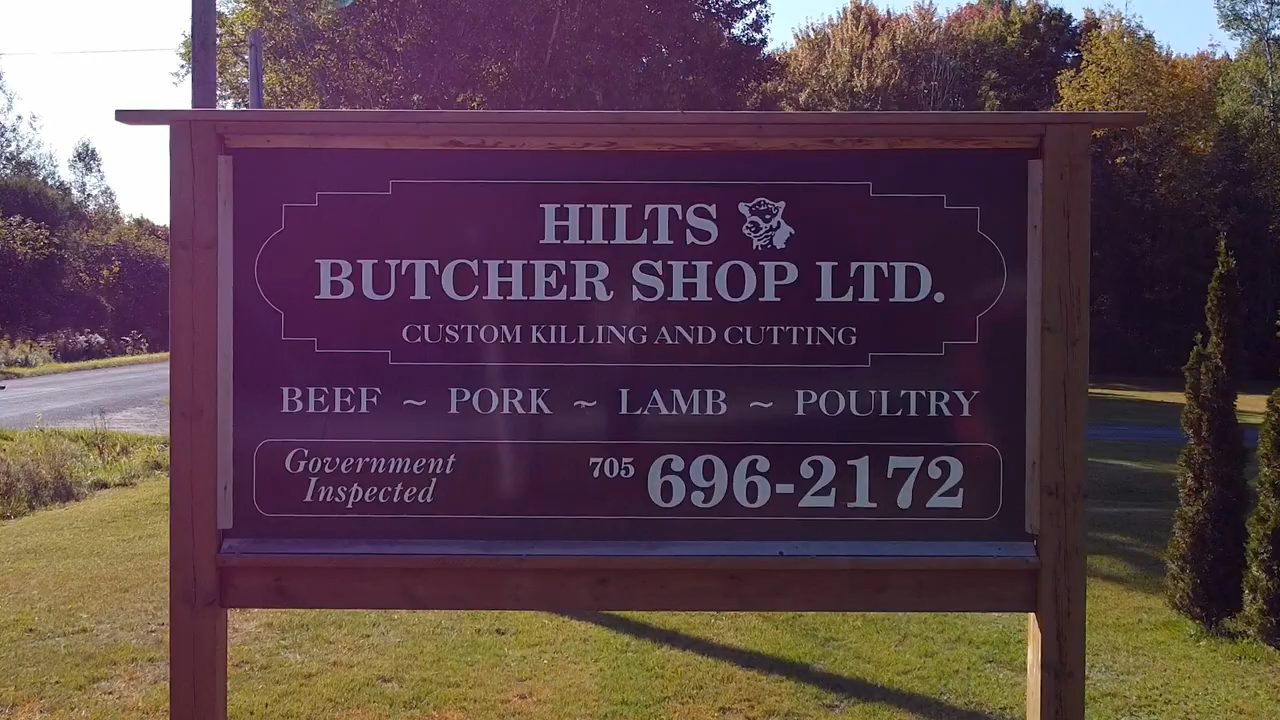 HILTS
BUTCHER SHOP LTD.
CUSTOM KILLING AND CUTTING
BEEF ~ PORK ~ LAMB ~ POULTRY
Government
Inspected
705 696-2172